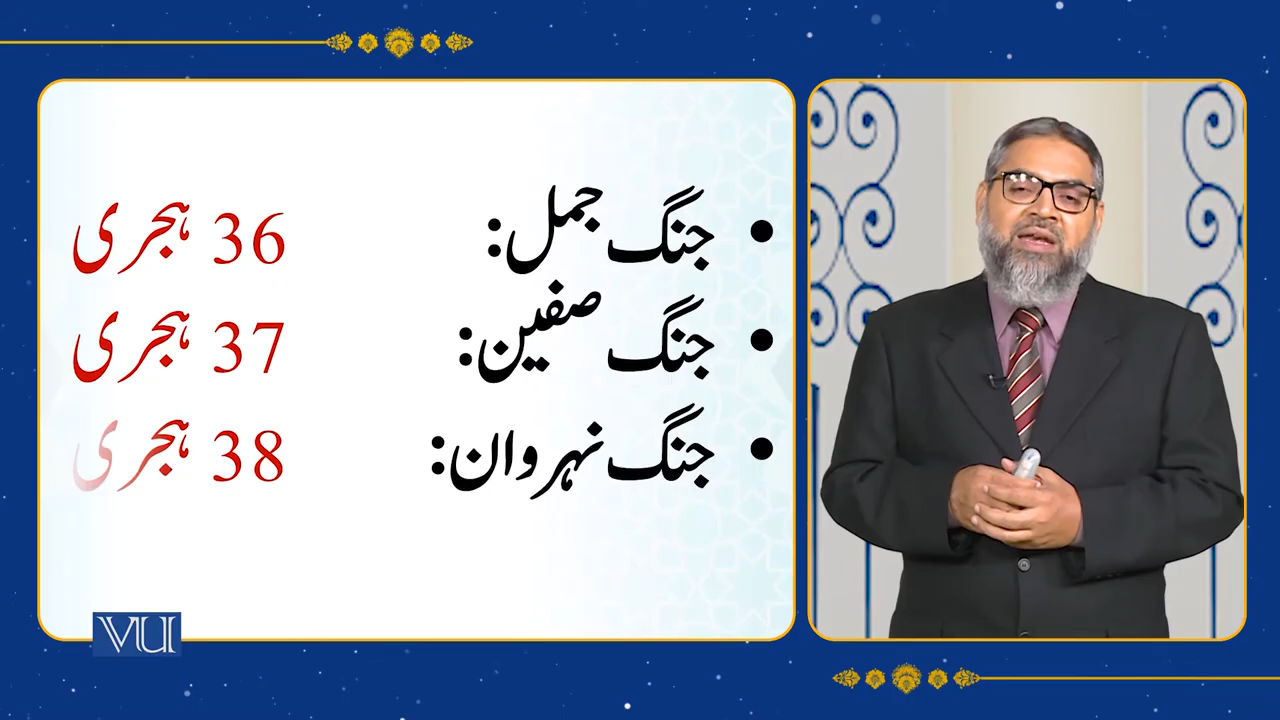 • جنگ جمل: 36 ہجری
• جنگ صفین: 37 ہجری
• جنگ نہروان: 38 ہجری
VU